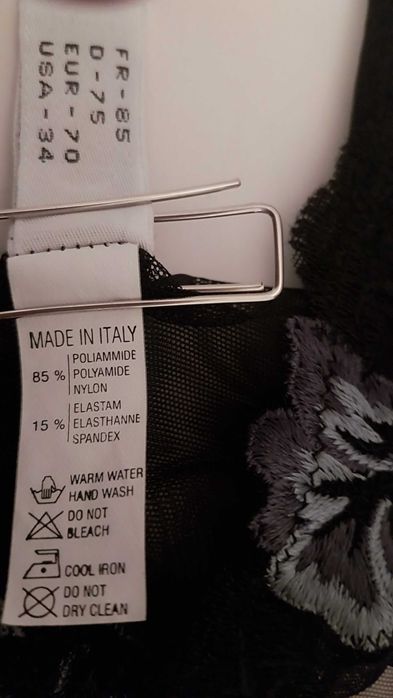 FR-85
D-75
EUR-70
USA-34
MADE IN ITALY
85 % POLIAMMIDE
POLYAMIDE
NYLON
15 % ELASTAM
ELASTHANNE
SPANDEX
WARM WATER
HAND WASH
DO NOT
BLEACH
COOL IRON
DO NOT
DRY CLEAN